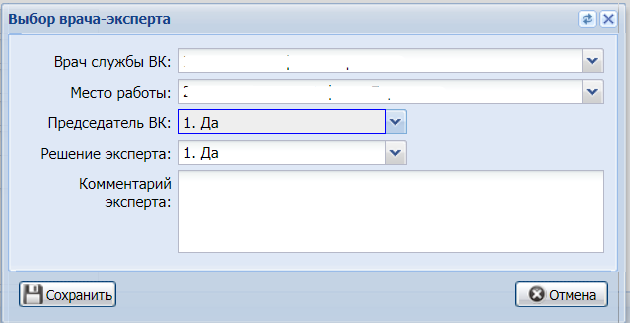 Выбор врача-эксперта
Врач службы ВК:
Место работы:
Председатель ВК: 1. Да
Решение эксперта: 1. Да
Комментарий
эксперта:
Сохранить Отмена